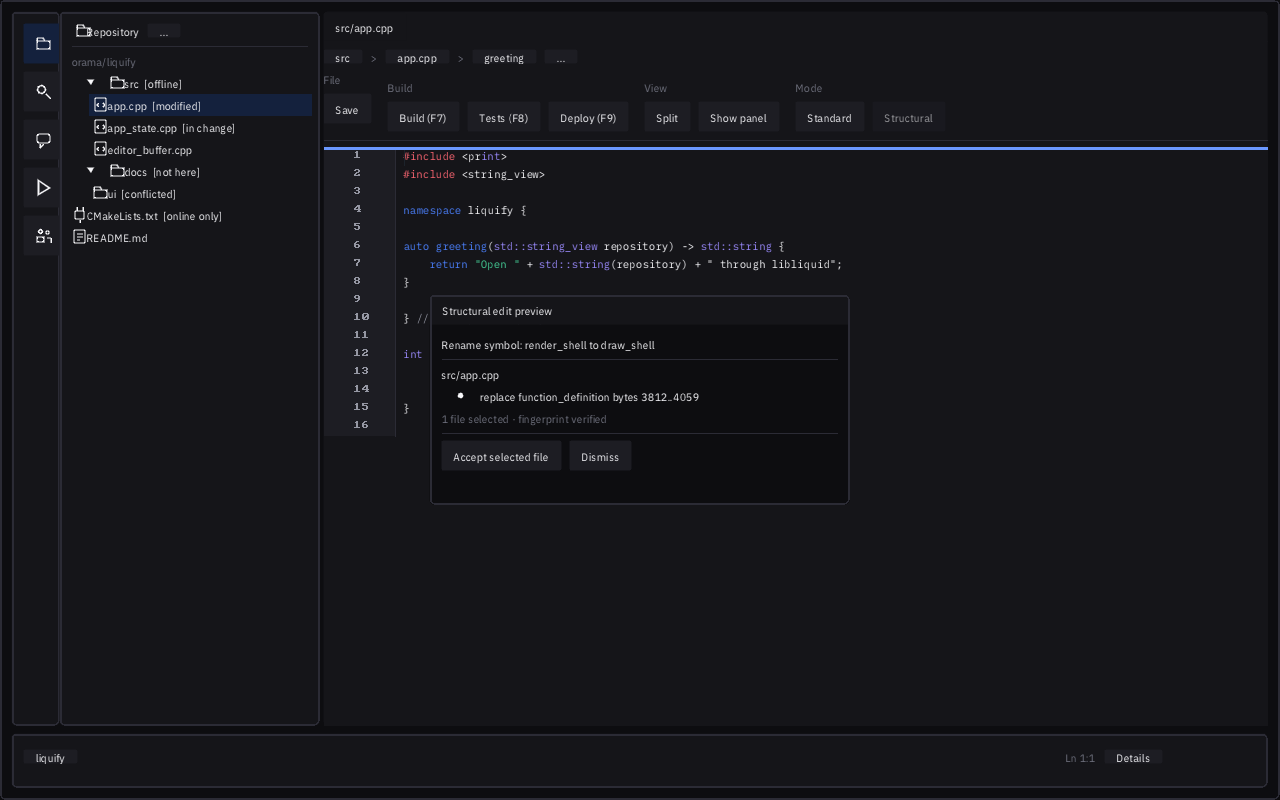 Repository ...
orama/liquify
src [offline]
app.cpp [modified]
app_state.cpp [in change]
editor_buffer.cpp
docs [not here]
ui [conflicted]
CMakeLists.txt [online only]
README.md
src/app.cpp
src > app.cpp > greeting ...
File Build View Mode
Save Build (F7) Tests (F8) Deploy (F9) Split Show panel Standard Structural
1 #include <print>
2 #include <string_view>
3
4 namespace liquify {
5
6 auto greeting(std::string_view repository) -> std::string {
7 return "Open " + std::string(repository) + " through libliquid";
8 }
9
10 } //
11
12 int
13
14
15 }
16
Structural edit preview
Rename symbol: render_shell to draw_shell
src/app.cpp
replace function_definition bytes 3812..4059
1 file selected · fingerprint verified
Accept selected file Dismiss
liquify Ln 1:1 Details